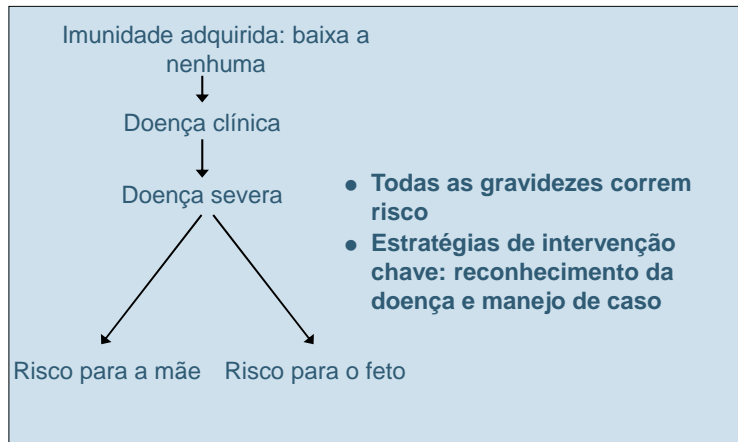 Imunidade adquirida: baixa a
nenhuma
Doença clínica
Doença severa
● Todas as gravidezes correm
risco
● Estratégias de intervenção
chave: reconhecimento da
doença e manejo de caso
Risco para a mãe
Risco para o feto